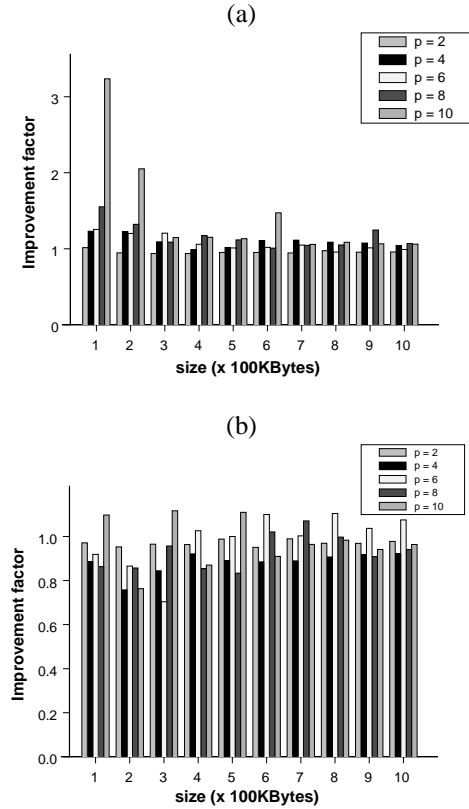 (a)
p = 2
p = 4
p = 6
p = 8
p = 10
3
2
1
0
Improvement factor
1 2 3 4 5 6 7 8 9 10
size (x 100KBytes)
(b)
p = 2
p = 4
p = 6
p = 8
p = 10
1.0
0.8
0.6
0.4
0.2
0.0
Improvement factor
1 2 3 4 5 6 7 8 9 10
size (x 100KBytes)